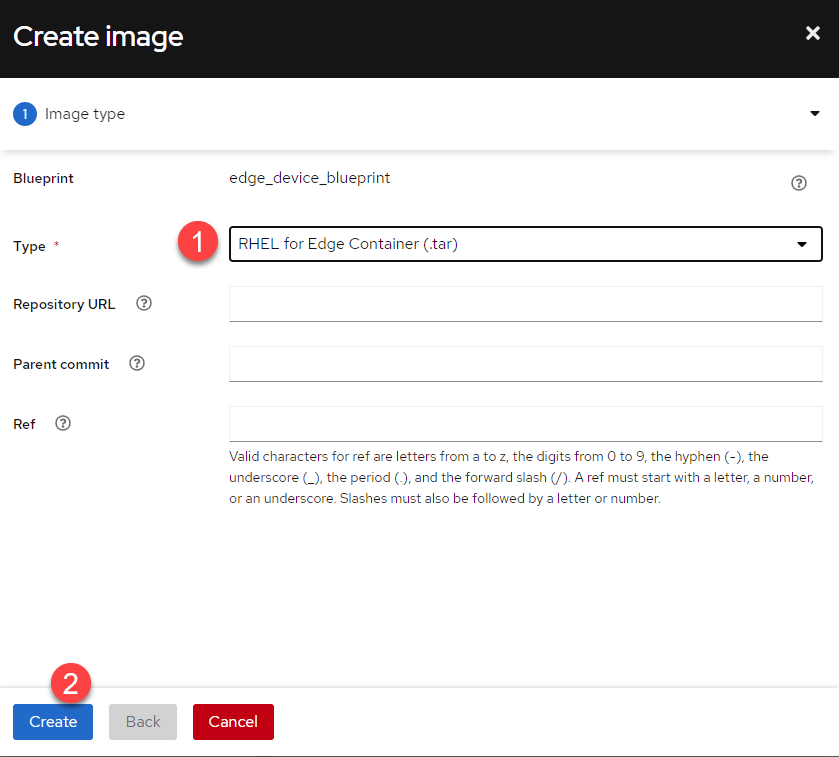 Create image
1 Image type
Blueprint edge_device_blueprint
Type * 1 RHEL for Edge Container (.tar)
Repository URL
Parent commit
Ref
Valid characters for ref are letters from a to z, the digits from 0 to 9, the hyphen (-), the
underscore (_), the period (.), and the forward slash (/). A ref must start with a letter, a number,
or an underscore. Slashes must also be followed by a letter or number.
2
Create Back Cancel